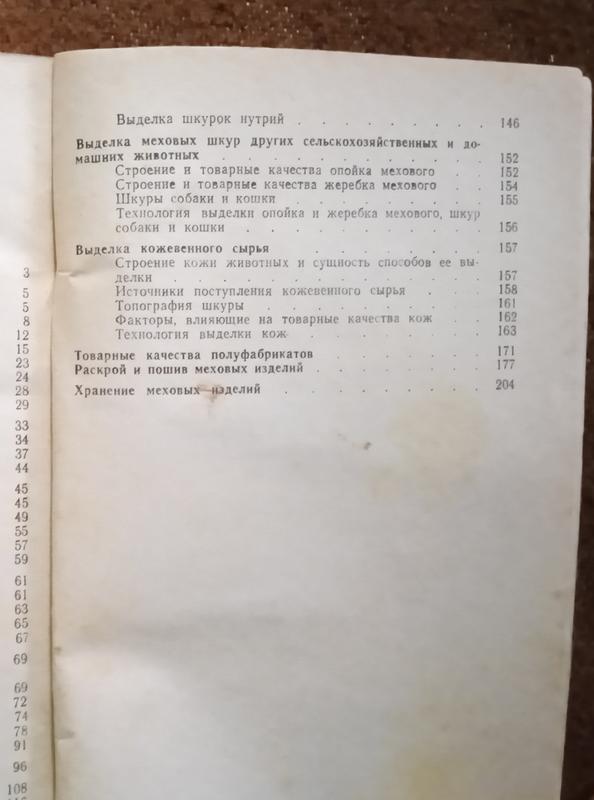 Выделка шкурок нутрий . . . . . . . . 146
Выделка меховых шкур других сельскохозяйственных и до-
машних животных . . . . . . . . . . . 152
Строение и товарные качества опойка мехового . . 152
Строение и товарные качества жеребка мехового . . 154
Шкуры собаки и кошки . . . . . . . . 155
Технология выделки опойка и жеребка мехового, шкур
собаки и кошки . . . . . . . . . . 156
Выделка кожевенного сырья . . . . . . . 157
Строение кожи животных и сущность способов ее вы-
делки . . . . . . . . . . . . . 157
Источники поступления кожевенного сырья . . . 158
Топография шкуры . . . . . . . . . 161
Факторы, влияющие на товарные качества кож . . 162
Технология выделки кож . . . . . . . . 163
Товарные качества полуфабрикатов . . . . . . 171
Раскрой и пошив меховых изделий . . . . . . 177
Хранение меховых изделий . . . . . . . . 204
3
5
5
8
12
15
23
24
28
29
33
34
37
44
45
45
49
55
57
59
61
61
63
65
67
69
69
72
74
78
91
96
108